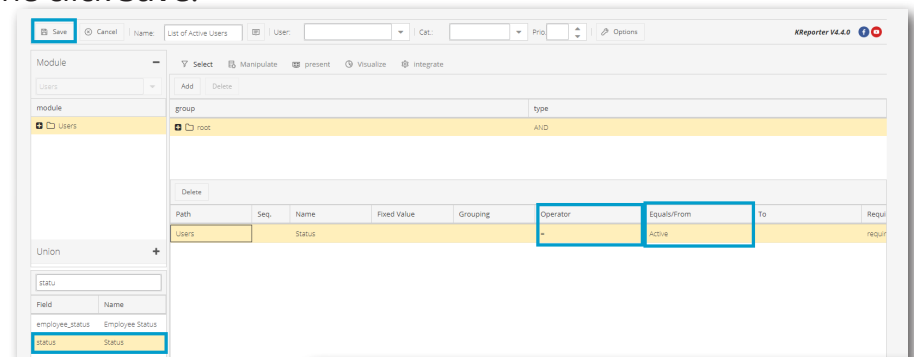 Save Cancel Name: List of Active Users User: Cat.: Prio: Options KReporter V4.4.0
Module Select Manipulate present Visualize integrate
Users Add Delete
module group type
Users root AND
Delete
Path Seq. Name Fixed Value Grouping Operator Equals/From To Requi
Users Status = Active requir
Union
statu
Field Name
employee_status Employee Status
status Status